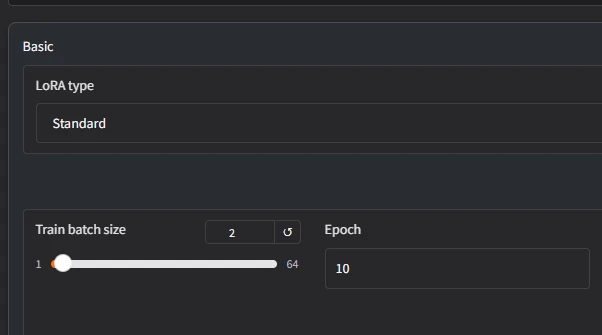 Basic
LoRA type
Standard
Train batch size 2 ↺ Epoch
1 64 10